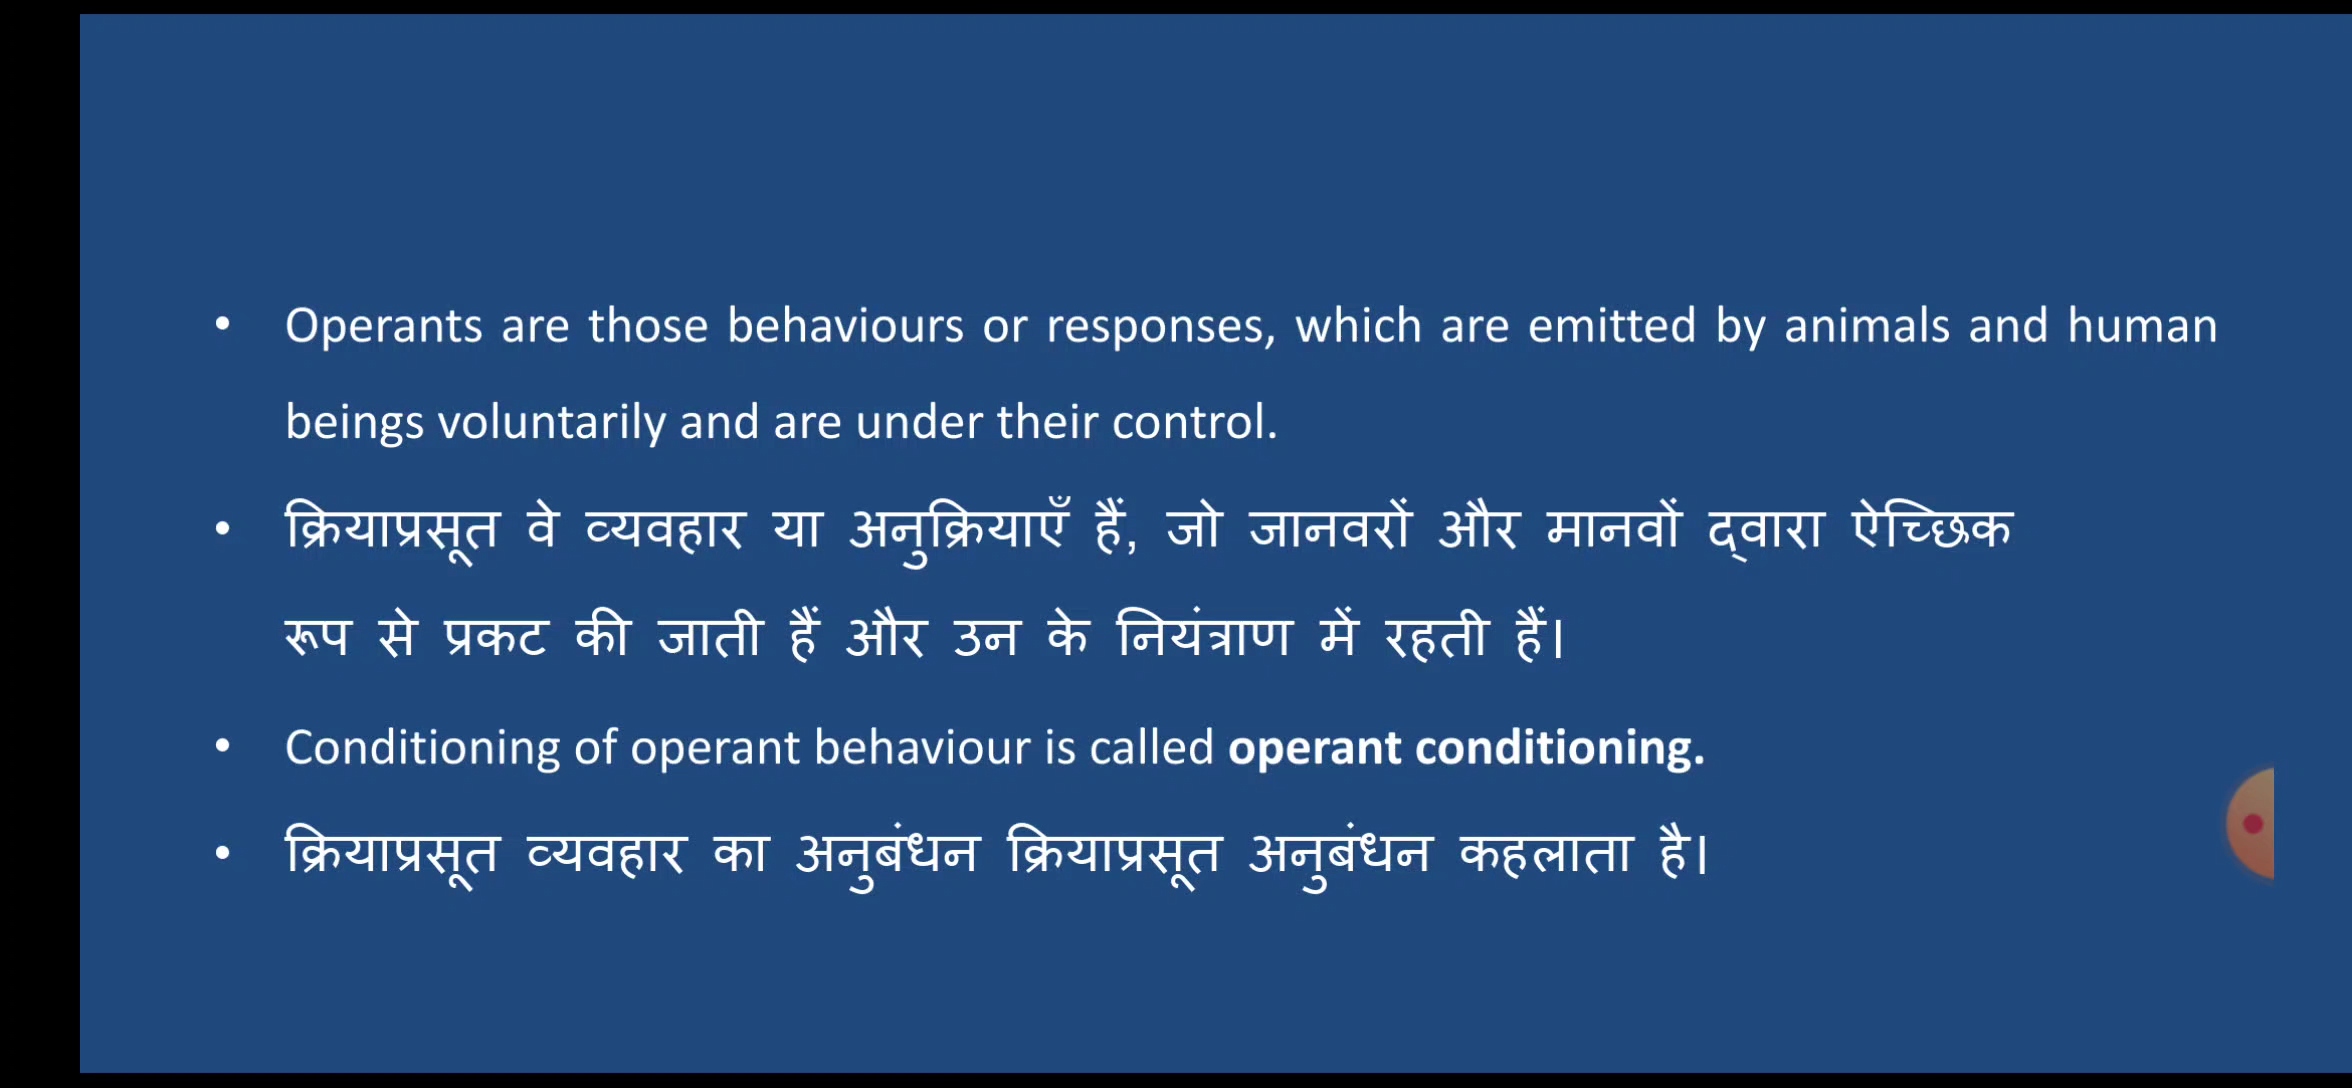 • Operants are those behaviours or responses, which are emitted by animals and human
beings voluntarily and are under their control.
• क्रियाप्रसूत वे व्यवहार या अनुक्रियाएँ हैं, जो जानवरों और मानवों द्वारा ऐच्छिक
रूप से प्रकट की जाती हैं और उन के नियंत्राण में रहती हैं।
• Conditioning of operant behaviour is called operant conditioning.
• क्रियाप्रसूत व्यवहार का अनुबंधन क्रियाप्रसूत अनुबंधन कहलाता है।